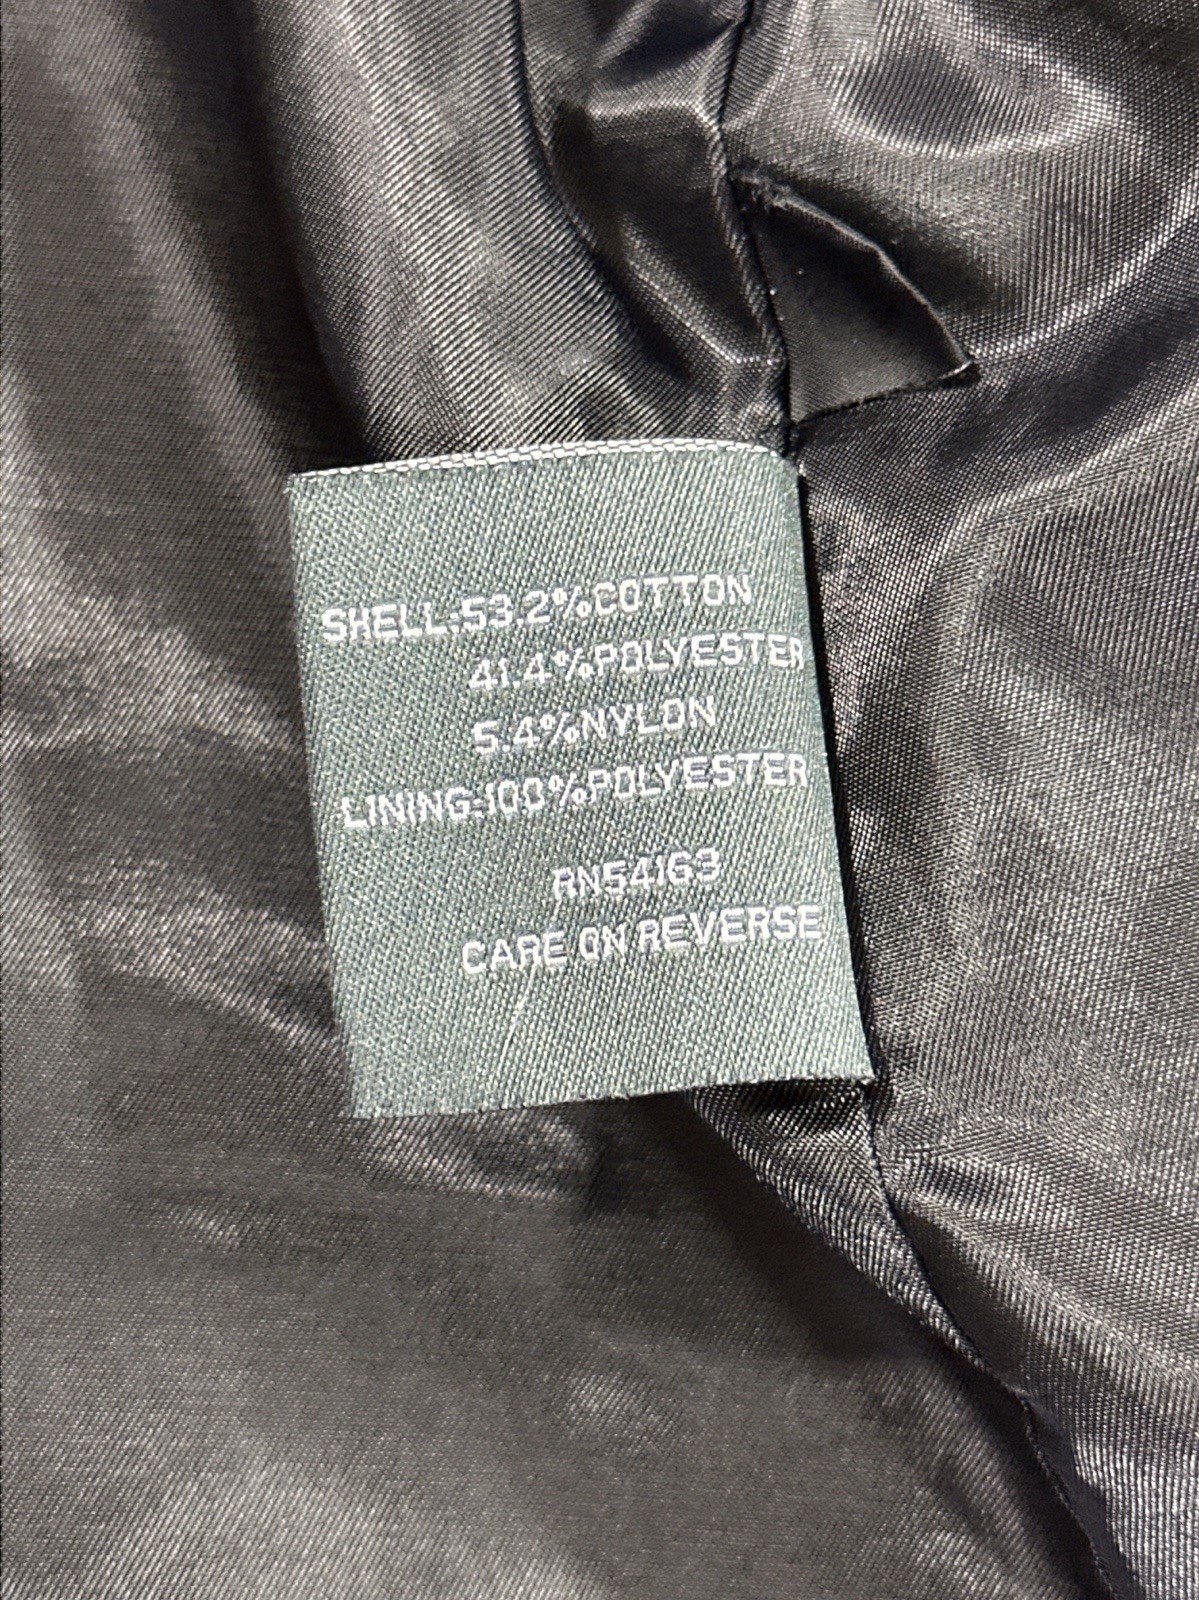 SHELL:53.2%COTTON
41.4%POLYESTER
5.4%NYLON
LINING:100%POLYESTER
RN54163
CARE ON REVERSE